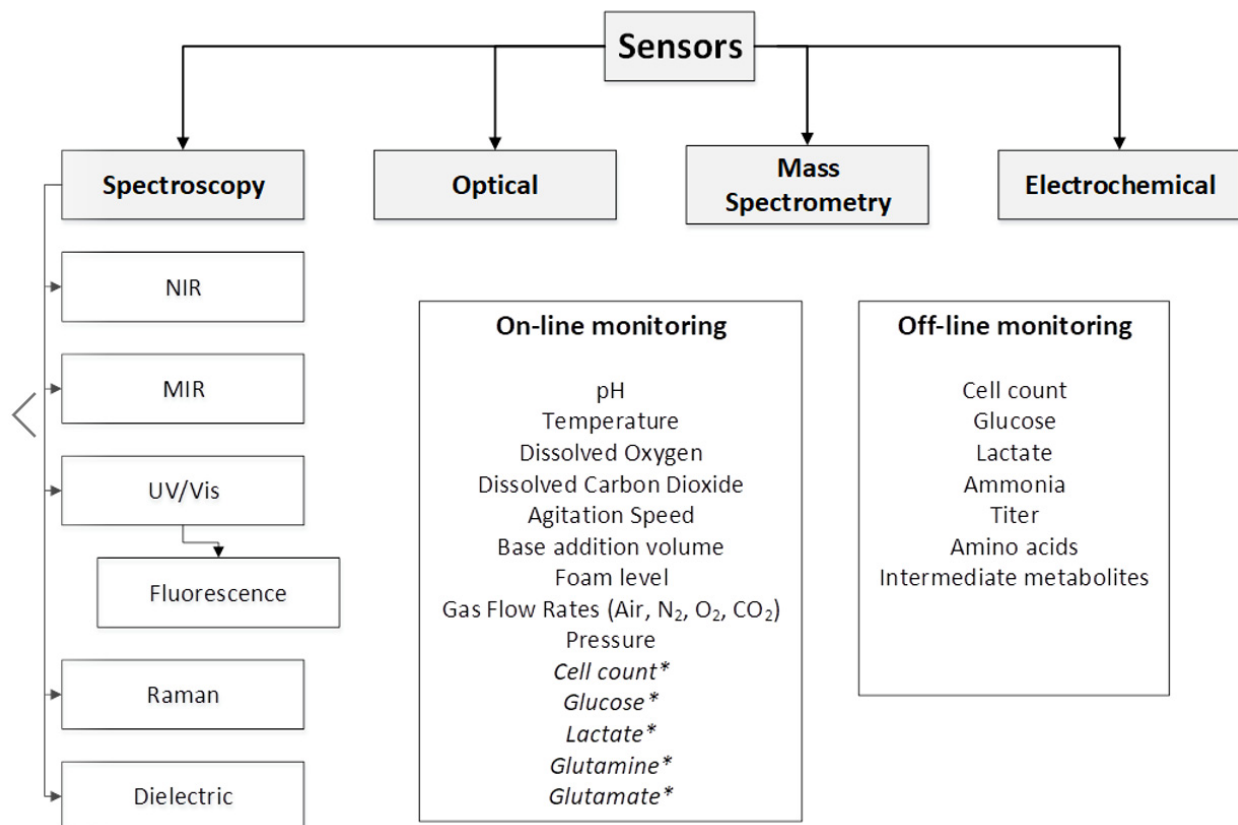 Sensors
Spectroscopy
Optical
Mass
Spectrometry
Electrochemical
NIR
MIR
UV/Vis
Fluorescence
Raman
Dielectric
On-line monitoring
pH
Temperature
Dissolved Oxygen
Dissolved Carbon Dioxide
Agitation Speed
Base addition volume
Foam level
Gas Flow Rates (Air, N₂, O₂, CO₂)
Pressure
Cell count*
Glucose*
Lactate*
Glutamine*
Glutamate*
Off-line monitoring
Cell count
Glucose
Lactate
Ammonia
Titer
Amino acids
Intermediate metabolites